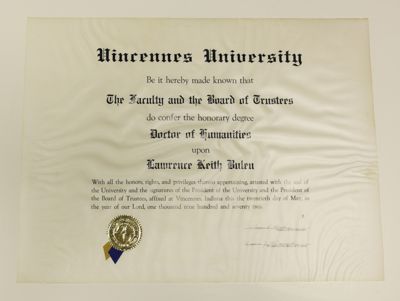 Vincennes University
Be it hereby made known that
The Faculty and the Board of Trustees
do confer the honorary degree
Doctor of Humanities
upon
Lawrence Keith Bulen
With all the honors, rights, and privileges thereto appertaining, attested with the seal of
the University and the signatures of the President of the University and the President of
the Board of Trustees, affixed at Vincennes, Indiana this the twentieth day of May, in
the year of our Lord, one thousand nine hundred and seventy two.